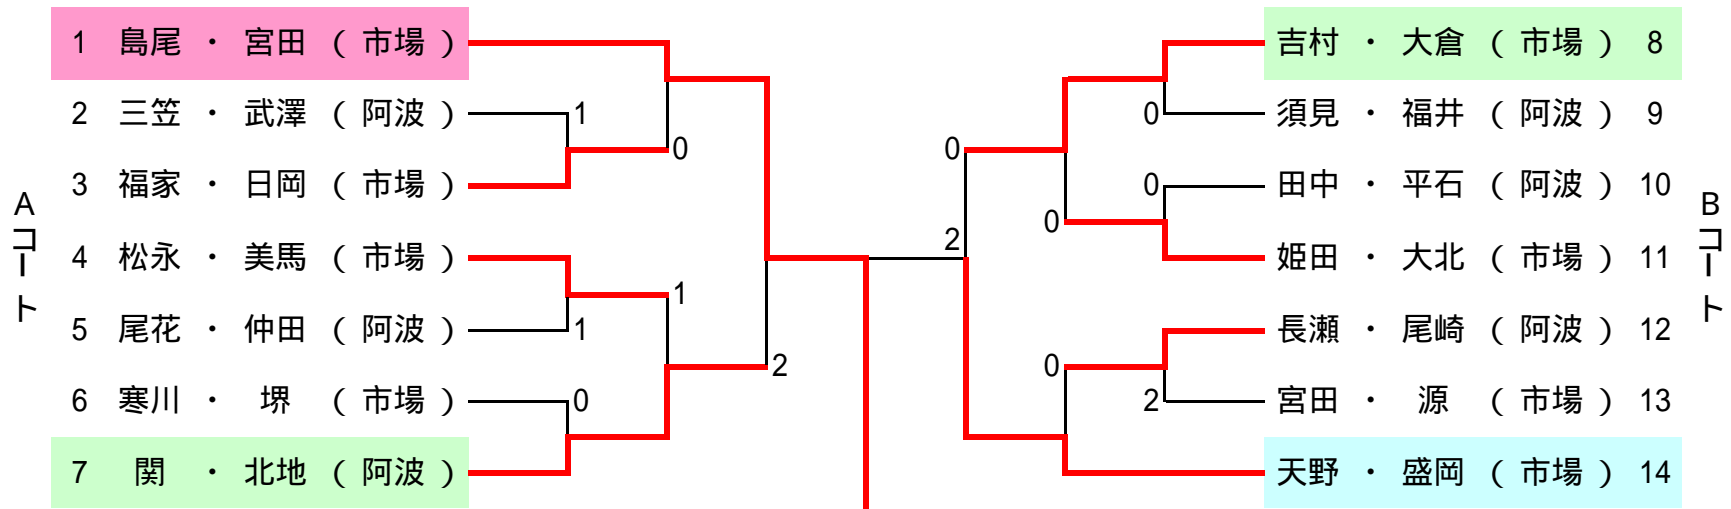 1 島尾 ・ 宮田 ( 市場 )
2 三笠 ・ 武澤 ( 阿波 )
3 福家 ・ 日岡 ( 市場 )
4 松永 ・ 美馬 ( 市場 )
5 尾花 ・ 仲田 ( 阿波 )
6 寒川 ・ 堺 ( 市場 )
7 関 ・ 北地 ( 阿波 )
Aコート
1
0
1
1
0
2
吉村 ・ 大倉 ( 市場 ) 8
須見 ・ 福井 ( 阿波 ) 9
田中 ・ 平石 ( 阿波 ) 10
姫田 ・ 大北 ( 市場 ) 11
長瀬 ・ 尾崎 ( 阿波 ) 12
宮田 ・ 源 ( 市場 ) 13
天野 ・ 盛岡 ( 市場 ) 14
Bコート
0
0
0
0
2
0
2